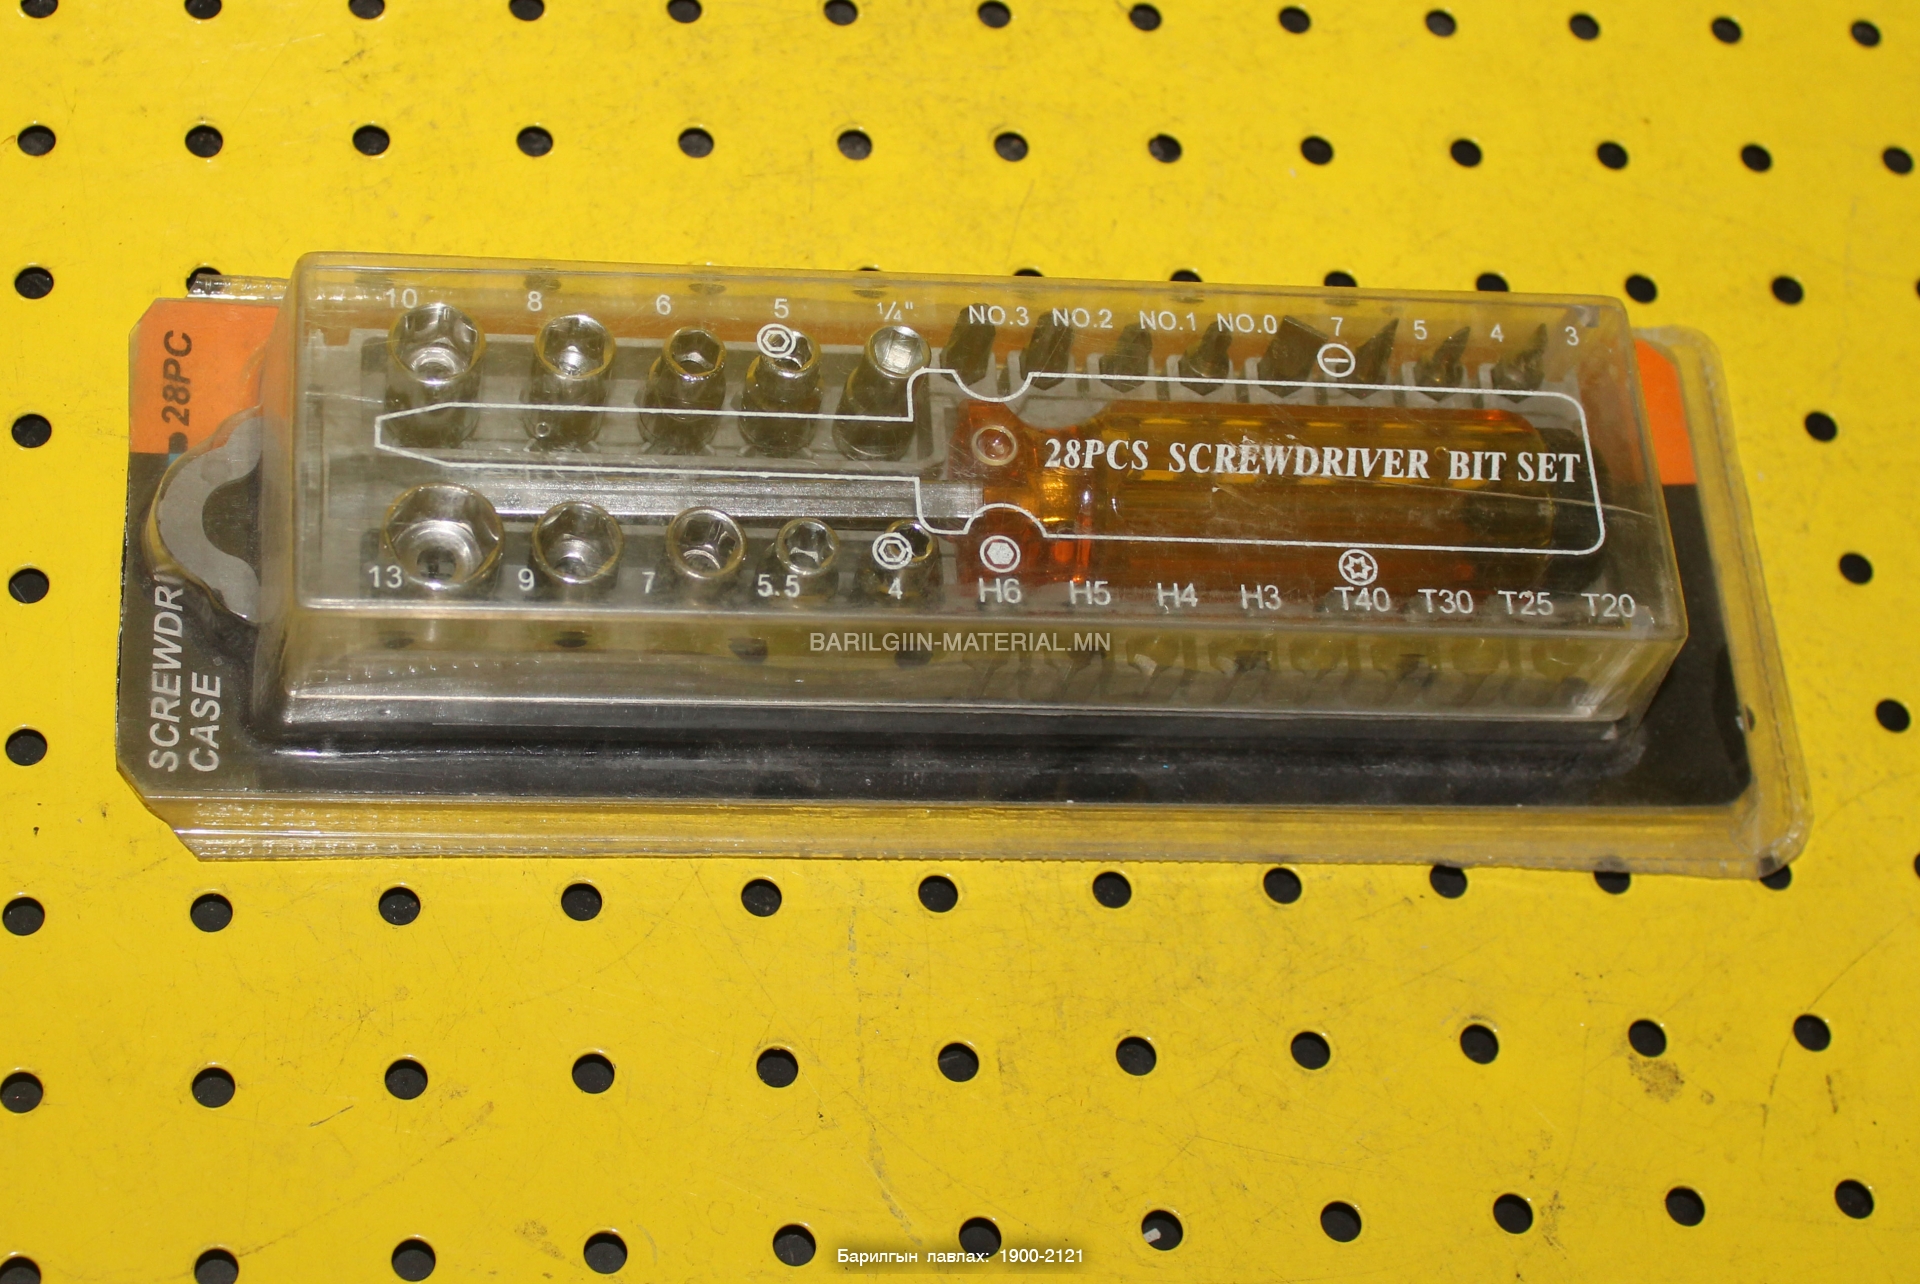 28PC
SCREWDRI
CASE
10 8 6 5 1/4" NO.3 NO.2 NO.1 NO.0 7 5 4 3
28PCS SCREWDRIVER BIT SET
13 9 7 5.5 4 H6 H5 H4 H3 T40 T30 T25 T20
BARILGIIN-MATERIAL.MN
Барилгын лавлах: 1900-2121